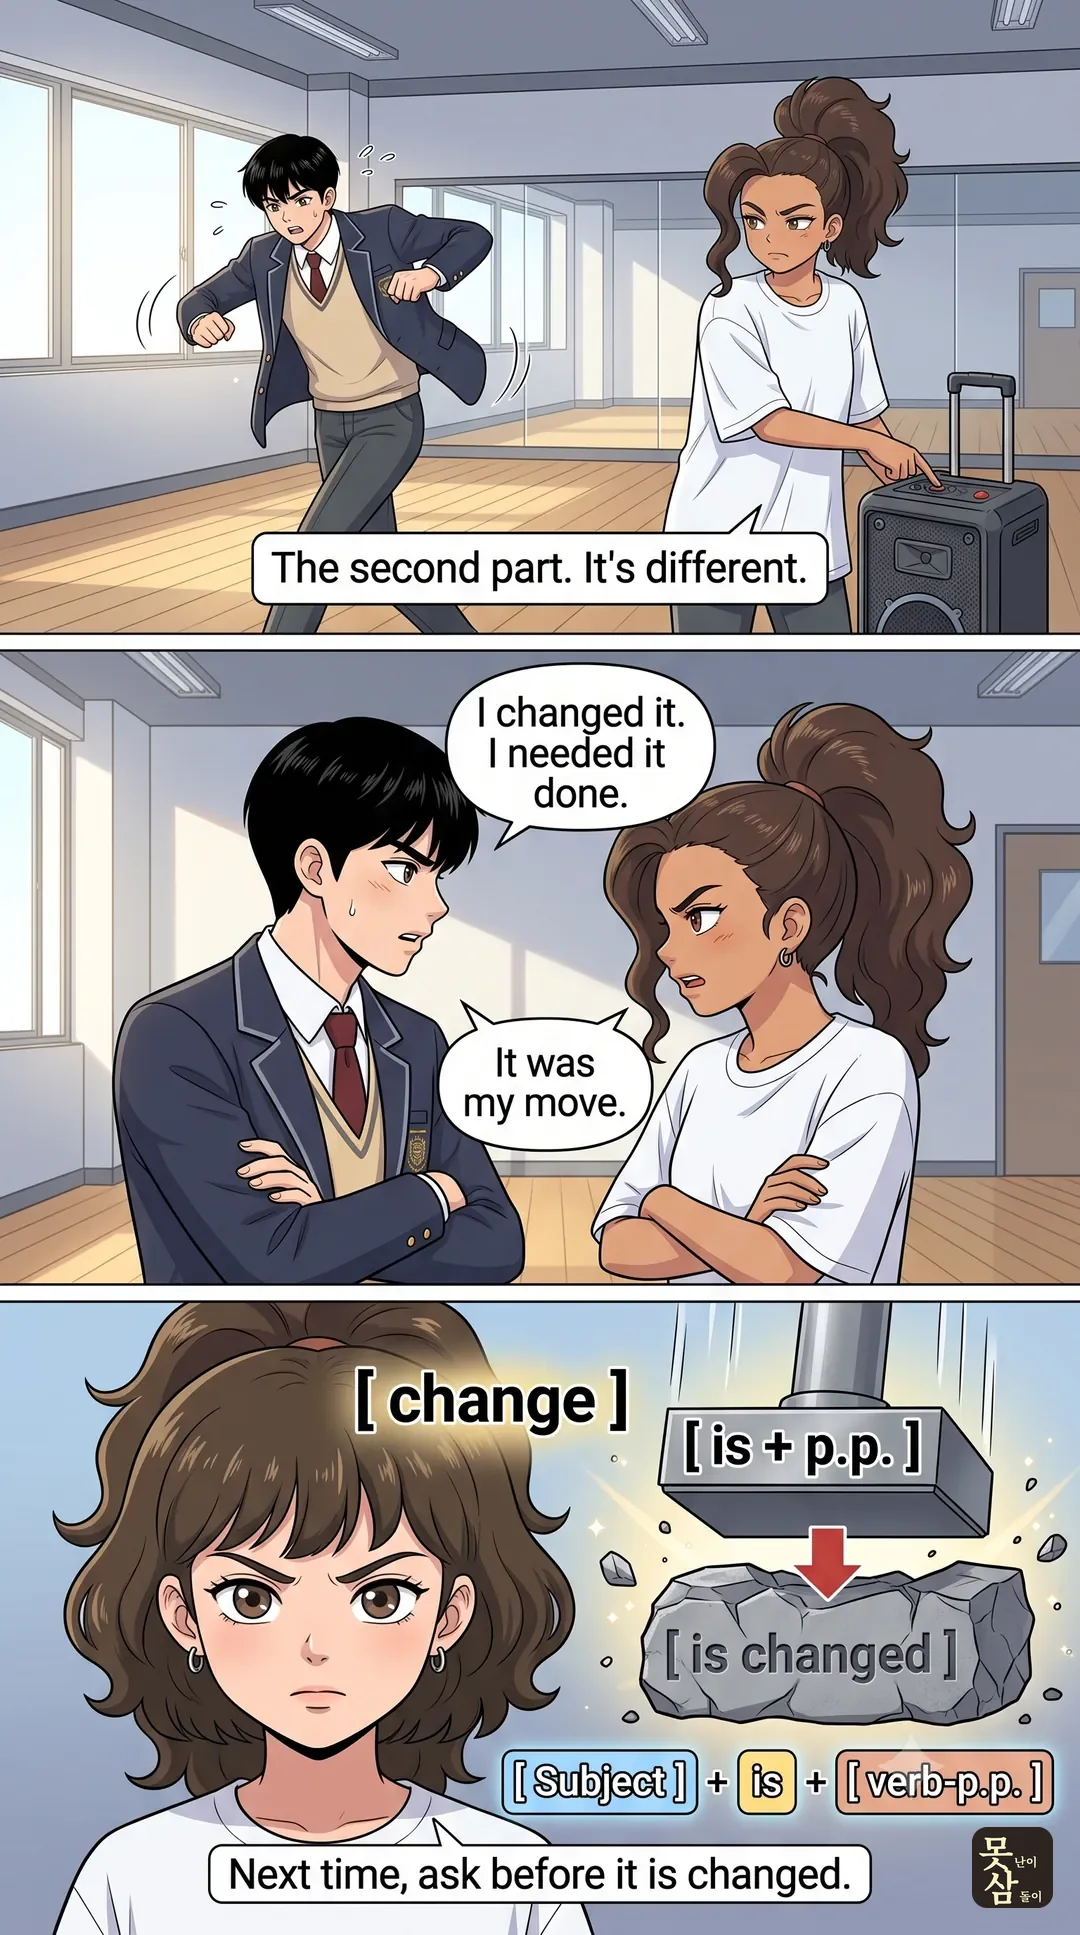 The second part. It's different.
I changed it.
I needed it
done.
It was
my move.
[ change ]
[ is + p.p. ]
[ is changed ]
[ Subject ] + is + [ verb-p.p. ]
Next time, ask before it is changed.
못난이
삼돌이